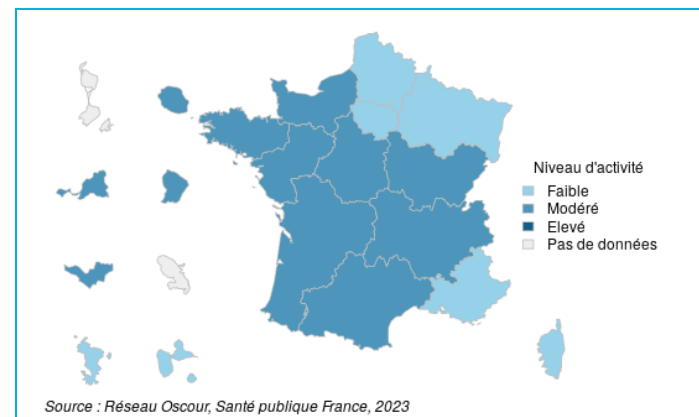 Niveau d'activité
Faible
Modéré
Elevé
Pas de données
Source : Réseau Oscour, Santé publique France, 2023